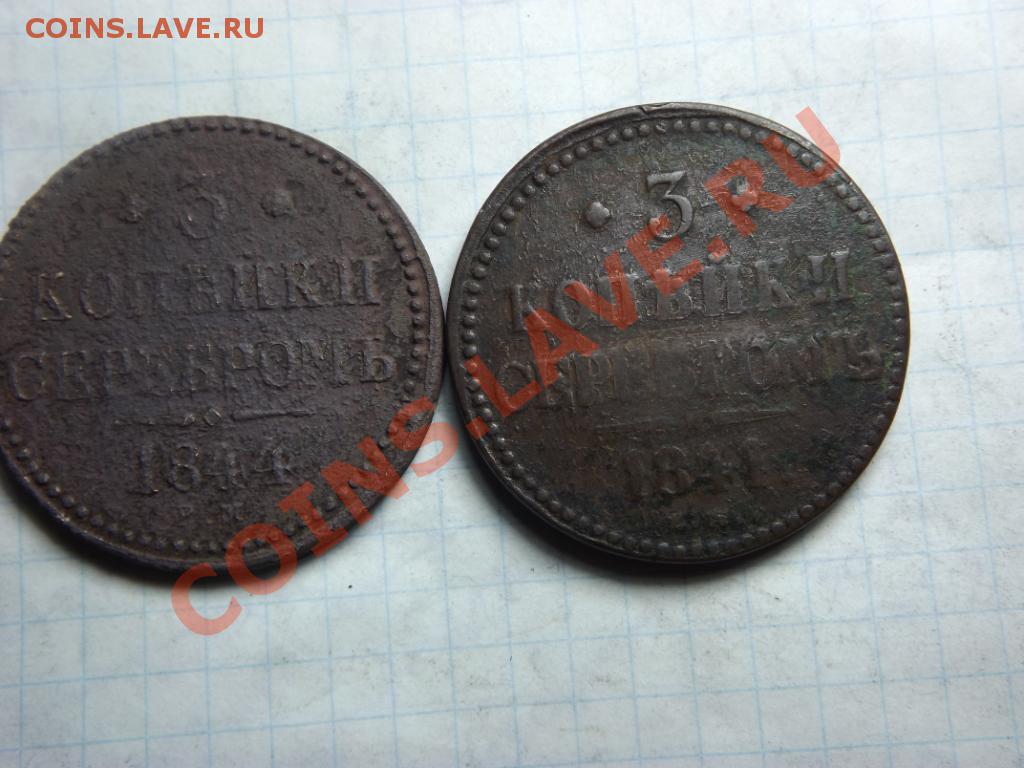 COINS.LAVE.RU
· 3 ·
КОПѢЙКИ
СЕРЕБРОМЪ
1844
· 3 ·
КОПѢЙКИ
СЕРЕБРОМЪ
COINS.LAVE.RU